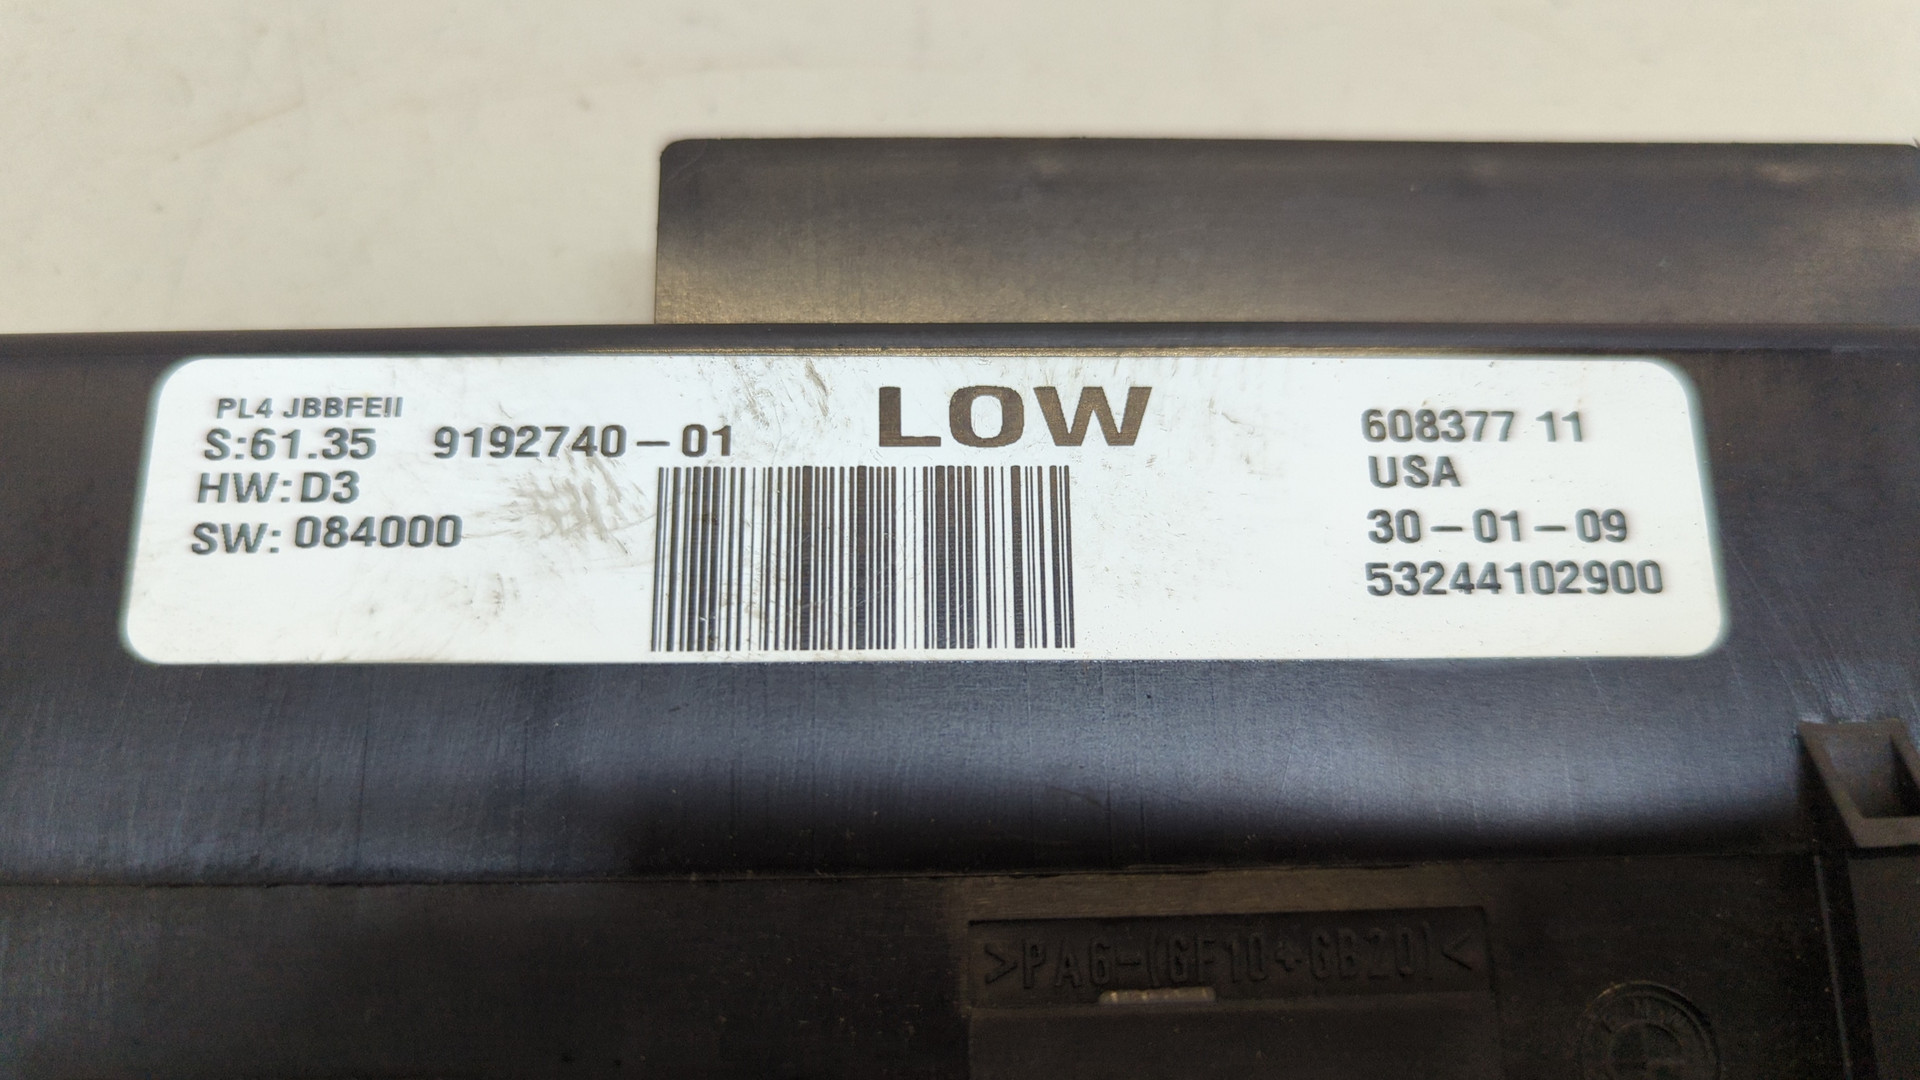 PL4 JBBFEII
S:61.35 9192740-01
HW:D3
SW:084000
LOW
608377 11
USA
30-01-09
53244102900
>PA6-(GF10+GB20)<